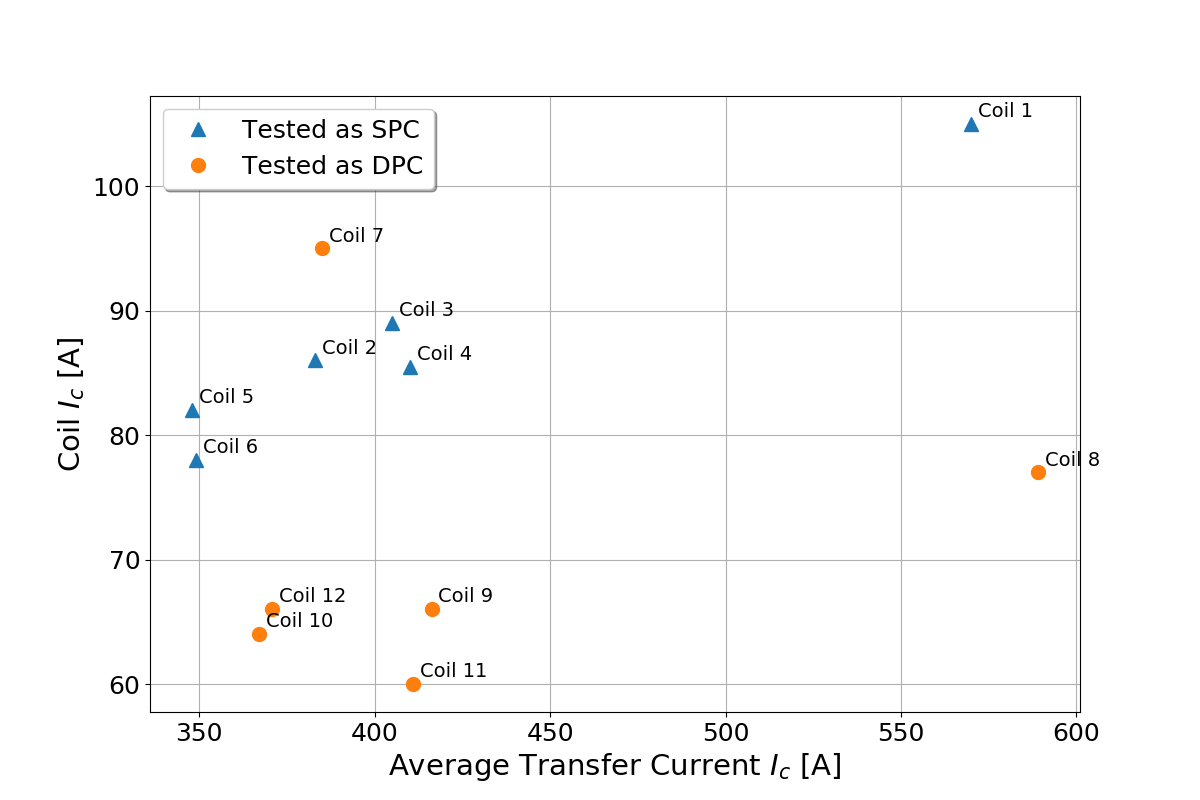 Tested as SPC
Tested as DPC
Coil 1
Coil 7
Coil 3
Coil 2
Coil 4
Coil 5
Coil 6
Coil 8
Coil 12
Coil 9
Coil 10
Coil 11
100
90
80
70
60
Coil I_c [A]
350 400 450 500 550 600
Average Transfer Current I_c [A]